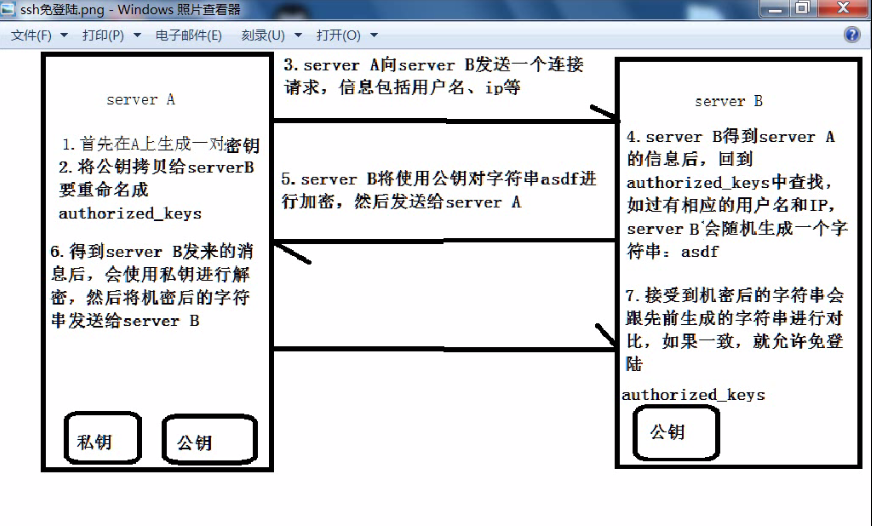 ssh免登陆.png - Windows 照片查看器
文件(F) 打印(P) 电子邮件(E) 刻录(U) 打开(O)
server A
1.首先在A上生成一对密钥
2.将公钥拷贝给serverB
要重命名成
authorized_keys
6.得到server B发来的消
息后，会使用私钥进行解
密，然后将机密后的字符
串发送给server B
私钥
公钥
3.server A向server B发送一个连接
请求，信息包括用户名、ip等
5.server B将使用公钥对字符串asdf进
行加密，然后发送给server A
server B
4.server B得到server A
的信息后，回到
authorized_keys中查找，
如过有相应的用户名和IP，
server B会随机生成一个字
符串：asdf
7.接受到机密后的字符串会
跟先前生成的字符串进行对
比，如果一致，就允许免登
陆
authorized_keys
公钥